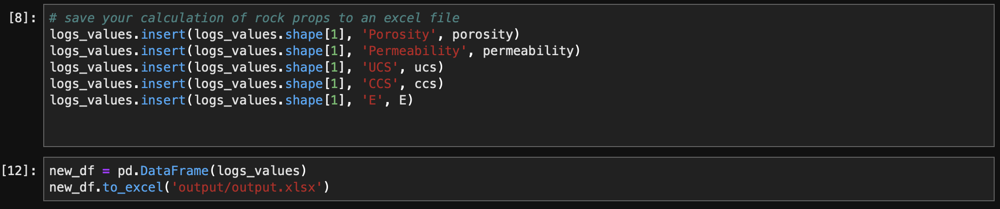 [8]:
# save your calculation of rock props to an excel file
logs_values.insert(logs_values.shape[1], 'Porosity', porosity)
logs_values.insert(logs_values.shape[1], 'Permeability', permeability)
logs_values.insert(logs_values.shape[1], 'UCS', ucs)
logs_values.insert(logs_values.shape[1], 'CCS', ccs)
logs_values.insert(logs_values.shape[1], 'E', E)
[12]:
new_df = pd.DataFrame(logs_values)
new_df.to_excel('output/output.xlsx')